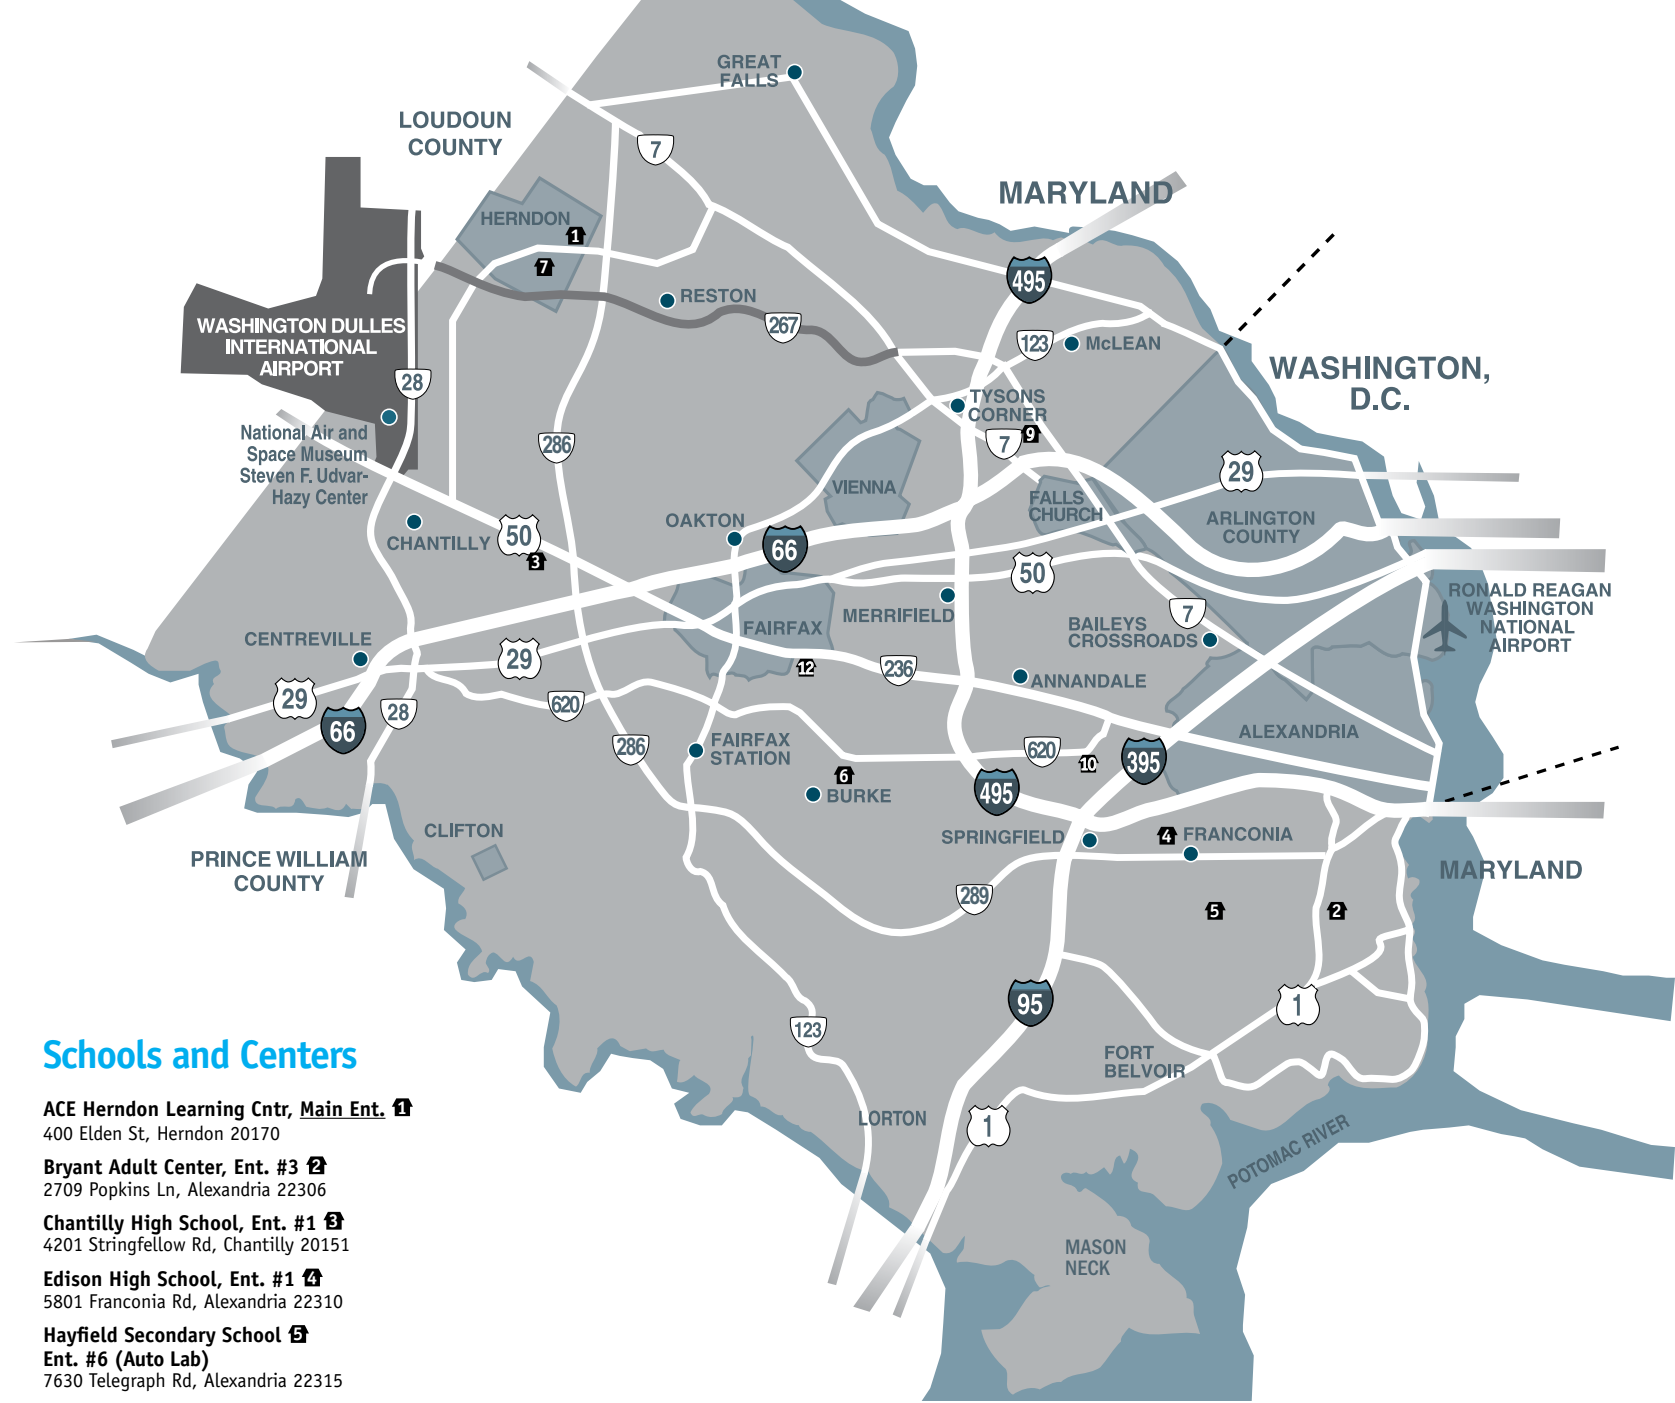 GREAT
FALLS
LOUDOUN
COUNTY
7
MARYLAND
HERNDON
1
7
495
RESTON
267
123
McLEAN
WASHINGTON DULLES
INTERNATIONAL
AIRPORT
28
WASHINGTON,
D.C.
TYSONS
CORNER
7
9
National Air and
Space Museum
Steven F. Udvar-
Hazy Center
286
29
VIENNA
FALLS
CHURCH
ARLINGTON
COUNTY
OAKTON
CHANTILLY
50
3
66
50
RONALD REAGAN
WASHINGTON
NATIONAL
AIRPORT
MERRIFIELD
7
BAILEYS
CROSSROADS
CENTREVILLE
FAIRFAX
29
12
236
ANNANDALE
29
28
620
66
286
FAIRFAX
STATION
620
10
395
ALEXANDRIA
6
BURKE
495
CLIFTON
SPRINGFIELD
4
FRANCONIA
PRINCE WILLIAM
COUNTY
MARYLAND
289
5
2
95
1
123
FORT
BELVOIR
LORTON
1
POTOMAC RIVER
MASON
NECK
Schools and Centers
ACE Herndon Learning Cntr, Main Ent. 1
400 Elden St, Herndon 20170
Bryant Adult Center, Ent. #3 2
2709 Popkins Ln, Alexandria 22306
Chantilly High School, Ent. #1 3
4201 Stringfellow Rd, Chantilly 20151
Edison High School, Ent. #1 4
5801 Franconia Rd, Alexandria 22310
Hayfield Secondary School 5
Ent. #6 (Auto Lab)
7630 Telegraph Rd, Alexandria 22315